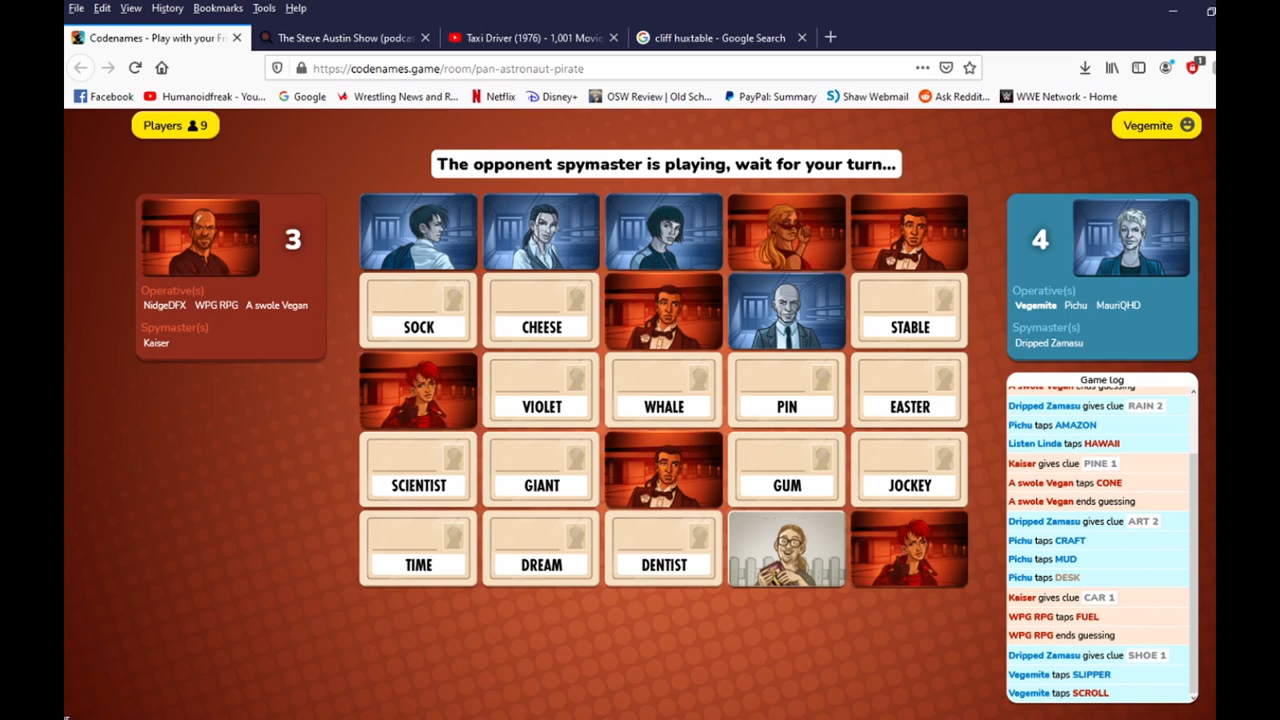 File Edit View History Bookmarks Tools Help
Codenames - Play with your Fr
The Steve Austin Show (podcas
Taxi Driver (1976) - 1,001 Movie
cliff huxtable - Google Search
https://codenames.game/room/pan-astronaut-pirate
1
Facebook
Humanoidfreak - You...
Google
Wrestling News and R...
Netflix
Disney+
OSW Review | Old Sch...
PayPal: Summary
Shaw Webmail
Ask Reddit...
WWE Network - Home
Players 9
Vegemite
The opponent spymaster is playing, wait for your turn...
3
Operative(s)
NidgeDFX WPG RPG A swole Vegan
Spymaster(s)
Kaiser
SOCK
CHEESE
STABLE
VIOLET
WHALE
PIN
EASTER
SCIENTIST
GIANT
GUM
JOCKEY
TIME
DREAM
DENTIST
4
Operative(s)
Vegemite Pichu MauriQHD
Spymaster(s)
Dripped Zamasu
Game log
A swole Vegan ends guessing
Dripped Zamasu gives clue RAIN 2
Pichu taps AMAZON
Listen Linda taps HAWAII
Kaiser gives clue PINE 1
A swole Vegan taps CONE
A swole Vegan ends guessing
Dripped Zamasu gives clue ART 2
Pichu taps CRAFT
Pichu taps MUD
Pichu taps DESK
Kaiser gives clue CAR 1
WPG RPG taps FUEL
WPG RPG ends guessing
Dripped Zamasu gives clue SHOE 1
Vegemite taps SLIPPER
Vegemite taps SCROLL